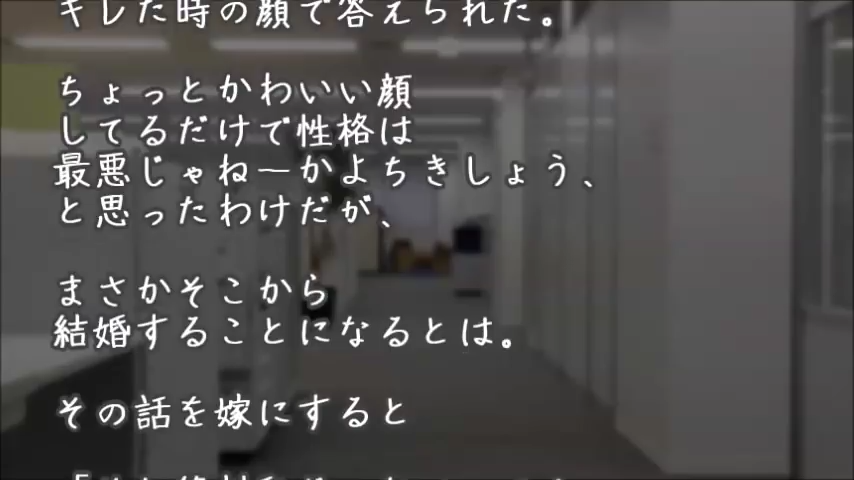 キレた時の顔で答えられた。
ちょっとかわいい顔
してるだけで性格は
最悪じゃねーかよちきしょう、
と思ったわけだが、
まさかそこから
結婚することになるとは。
その話を嫁にすると